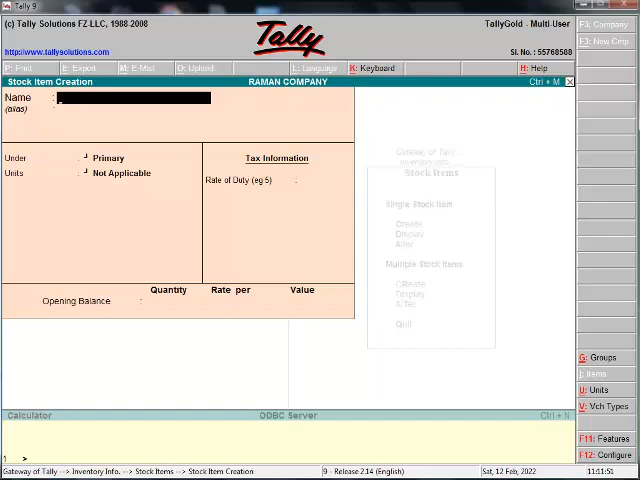 Tally 9
(c) Tally Solutions FZ-LLC, 1988-2008
TallyGold - Multi-User
Tally
http://www.tallysolutions.com
Sl. No. : 55768588
F3: Company
F3: New Cmp
P: Print
E: Export
M: E-Mail
O: Upload
L: Language
K: Keyboard
H: Help
Stock Item Creation
RAMAN COMPANY
Ctrl + M
Name :
(alias) :
Under : Primary
Units : Not Applicable
Tax Information
Rate of Duty (eg 5) :
Quantity Rate per Value
Opening Balance :
Gateway of Tally ...
Inventory Info. ...
Stock Items
Single Stock Item
Create
Display
Alter
Multiple Stock Items
CReate
Display
ALTer
Quit
G: Groups
I: Items
U: Units
V: Vch Types
F11: Features
F12: Configure
Calculator
ODBC Server
Ctrl + N
1 >
Gateway of Tally --> Inventory Info. --> Stock Items --> Stock Item Creation
9 - Release 2.14 (English)
Sat, 12 Feb, 2022
11:11:51